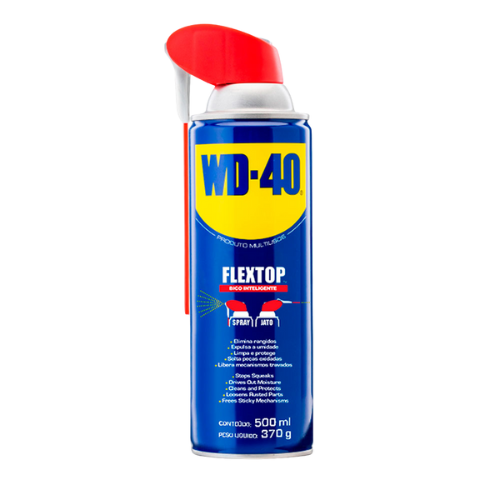 WD-40
PRODUTO MULTIUSOS
FLEXTOP
BICO INTELIGENTE
SPRAY JATO
• Elimina rangidos
• Expulsa a umidade
• Limpa e protege
• Solta peças oxidadas
• Libera mecanismos travados
• Stops Squeaks
• Drives Out Moisture
• Cleans and Protects
• Loosens Rusted Parts
• Frees Sticky Mechanisms
CONTEÚDO: 500 ml
PESO LÍQUIDO: 370 g